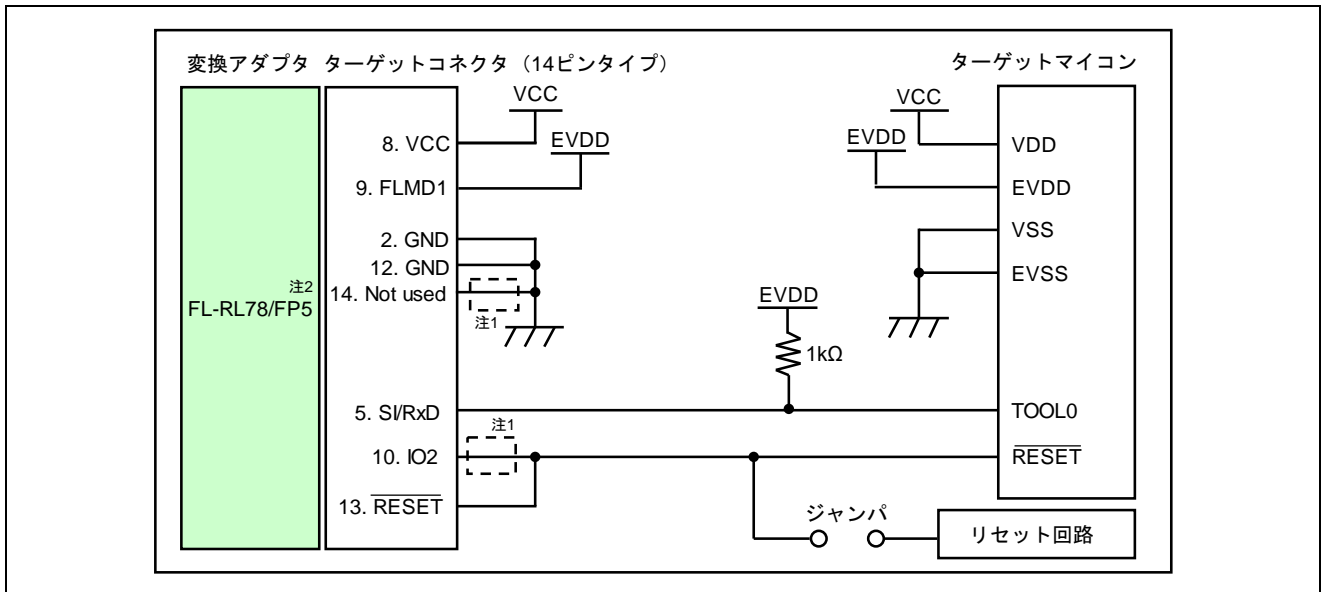 変換アダプタ ターゲットコネクタ（14ピンタイプ）
ターゲットマイコン
VCC
VCC
8. VCC
EVDD
EVDD
VDD
9. FLMD1
EVDD
2. GND
VSS
12. GND
EVSS
注2
FL-RL78/FP5
14. Not used
注1
EVDD
1kΩ
5. SI/RxD
TOOL0
注1
10. IO2
RESET
13. RESET
ジャンパ
リセット回路